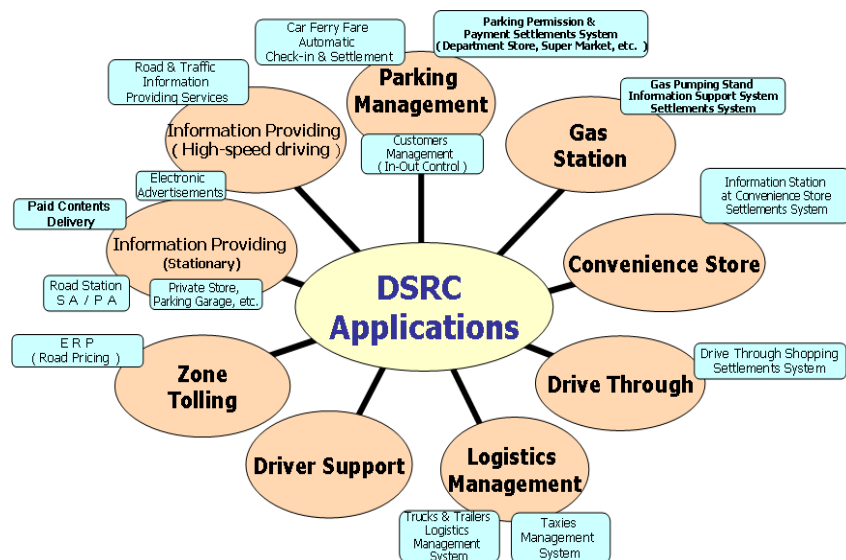 Parking Permission &
Payment Settlements System
( Department Store, Super Market, etc. )
Car Ferry Fare
Automatic
Check-in & Settlement
Parking
Management
Customers
Management
( In-Out Control )
Road & Traffic
Information
Providing Services
Information Providing
( High-speed driving )
Gas Pumping Stand
Information Support System
Settlements System
Gas
Station
Electronic
Advertisements
Paid Contents
Delivery
Information Providing
(Stationary)
Road Station
S A / P A
Private Store,
Parking Garage, etc.
Information Station
at Convenience Store
Settlements System
Convenience Store
DSRC
Applications
E R P
( Road Pricing )
Zone
Tolling
Drive Through Shopping
Settlements System
Drive Through
Driver Support
Logistics
Management
Trucks & Trailers
Logistics
Management
System
Taxies
Management
System